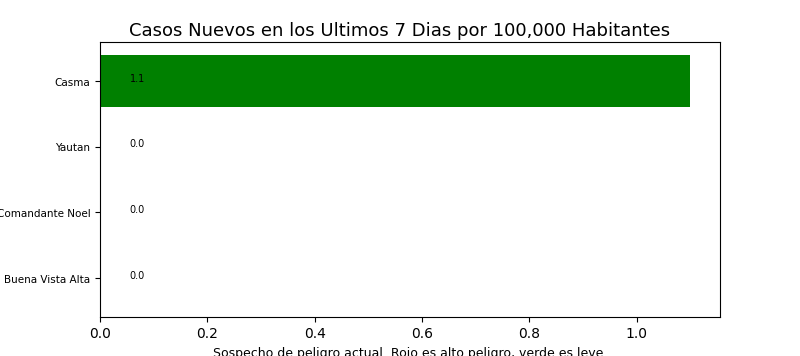 Casos Nuevos en los Ultimos 7 Dias por 100,000 Habitantes
Casma 1.1
Yautan 0.0
Comandante Noel 0.0
Buena Vista Alta 0.0
0.0 0.2 0.4 0.6 0.8 1.0
Sospecho de peligro actual. Rojo es alto peligro, verde es leve